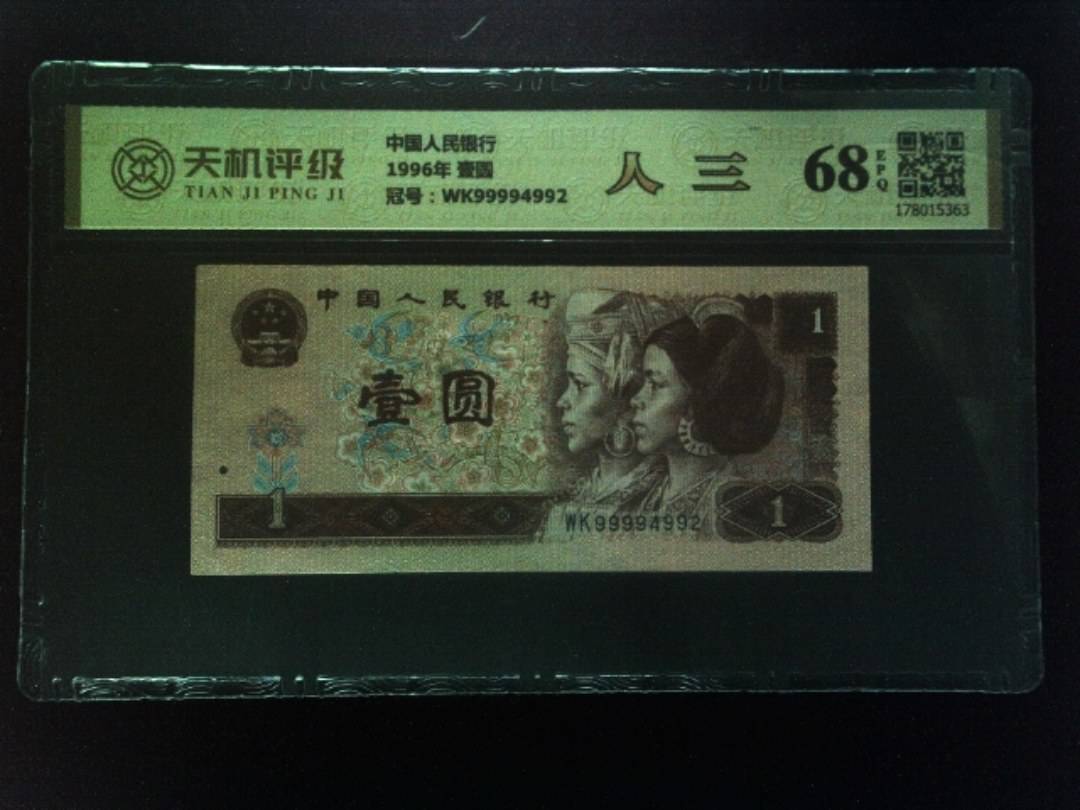 天机评级
TIAN JI PING JI
中国人民银行
1996年 壹圆
冠号：WK99994992
人 三
68
EPQ
178015363
中国人民银行
1
壹圆
1
WK99994992
1